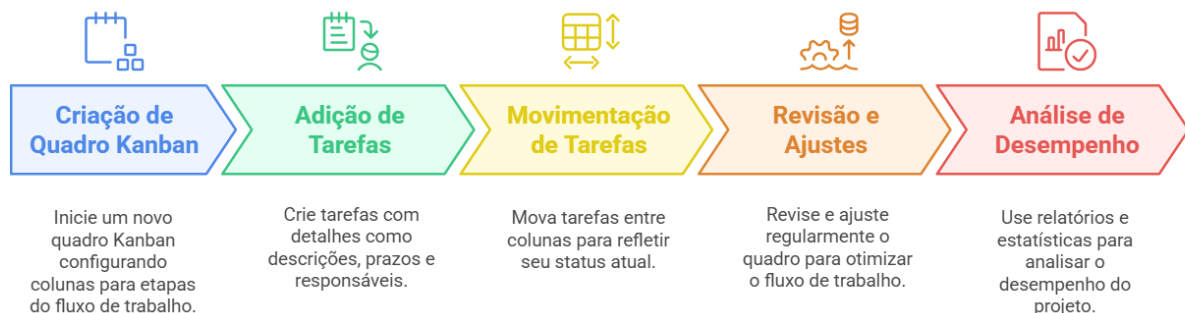 Criação de
Quadro Kanban
Adição de
Tarefas
Movimentação
de Tarefas
Revisão e
Ajustes
Análise de
Desempenho
Inicie um novo
quadro Kanban
configurando
colunas para etapas
do fluxo de trabalho.
Crie tarefas com
detalhes como
descrições, prazos e
responsáveis.
Mova tarefas entre
colunas para refletir
seu status atual.
Revise e ajuste
regularmente o
quadro para otimizar
o fluxo de trabalho.
Use relatórios e
estatísticas para
analisar o
desempenho do
projeto.